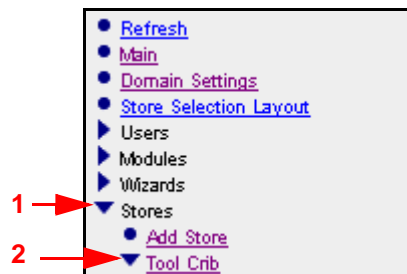 Refresh
Main
Domain Settings
Store Selection Layout
Users
Modules
Wizards
1 Stores
Add Store
2 Tool Crib